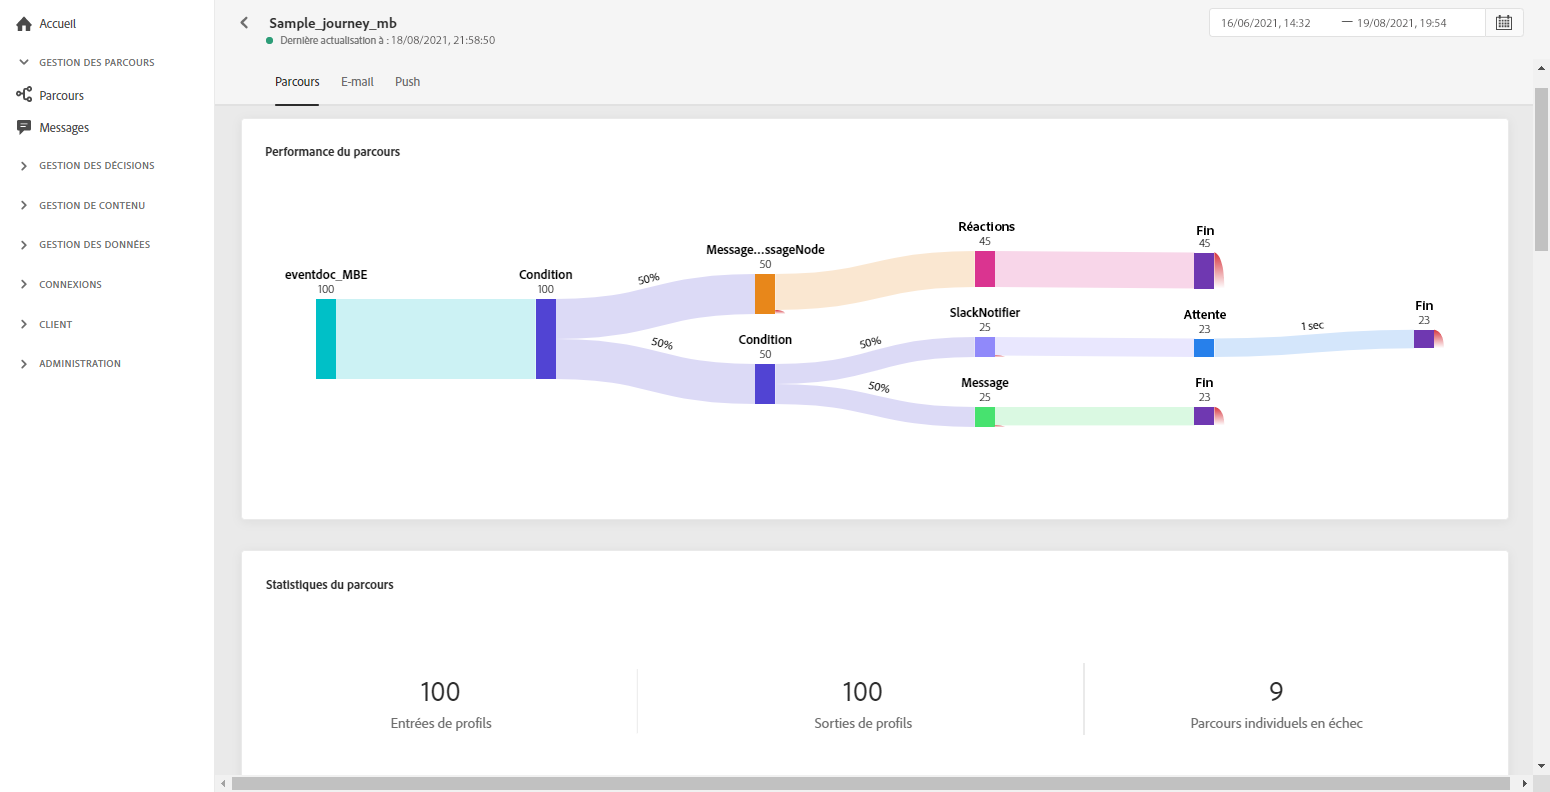 Accueil
GESTION DES PARCOURS
Parcours
Messages
GESTION DES DÉCISIONS
GESTION DE CONTENU
GESTION DES DONNÉES
CONNEXIONS
CLIENT
ADMINISTRATION
Sample_journey_mb
Dernière actualisation à : 18/08/2021, 21:58:50
16/06/2021, 14:32 — 19/08/2021, 19:54
Parcours E-mail Push
Performance du parcours
eventdoc_MBE
100
Condition
100
50%
50%
Message...ssageNode
50
Condition
50
50%
50%
Réactions
45
SlackNotifier
25
Message
25
Fin
45
Attente
23
Fin
23
1 sec
Fin
23
Statistiques du parcours
100
Entrées de profils
100
Sorties de profils
9
Parcours individuels en échec